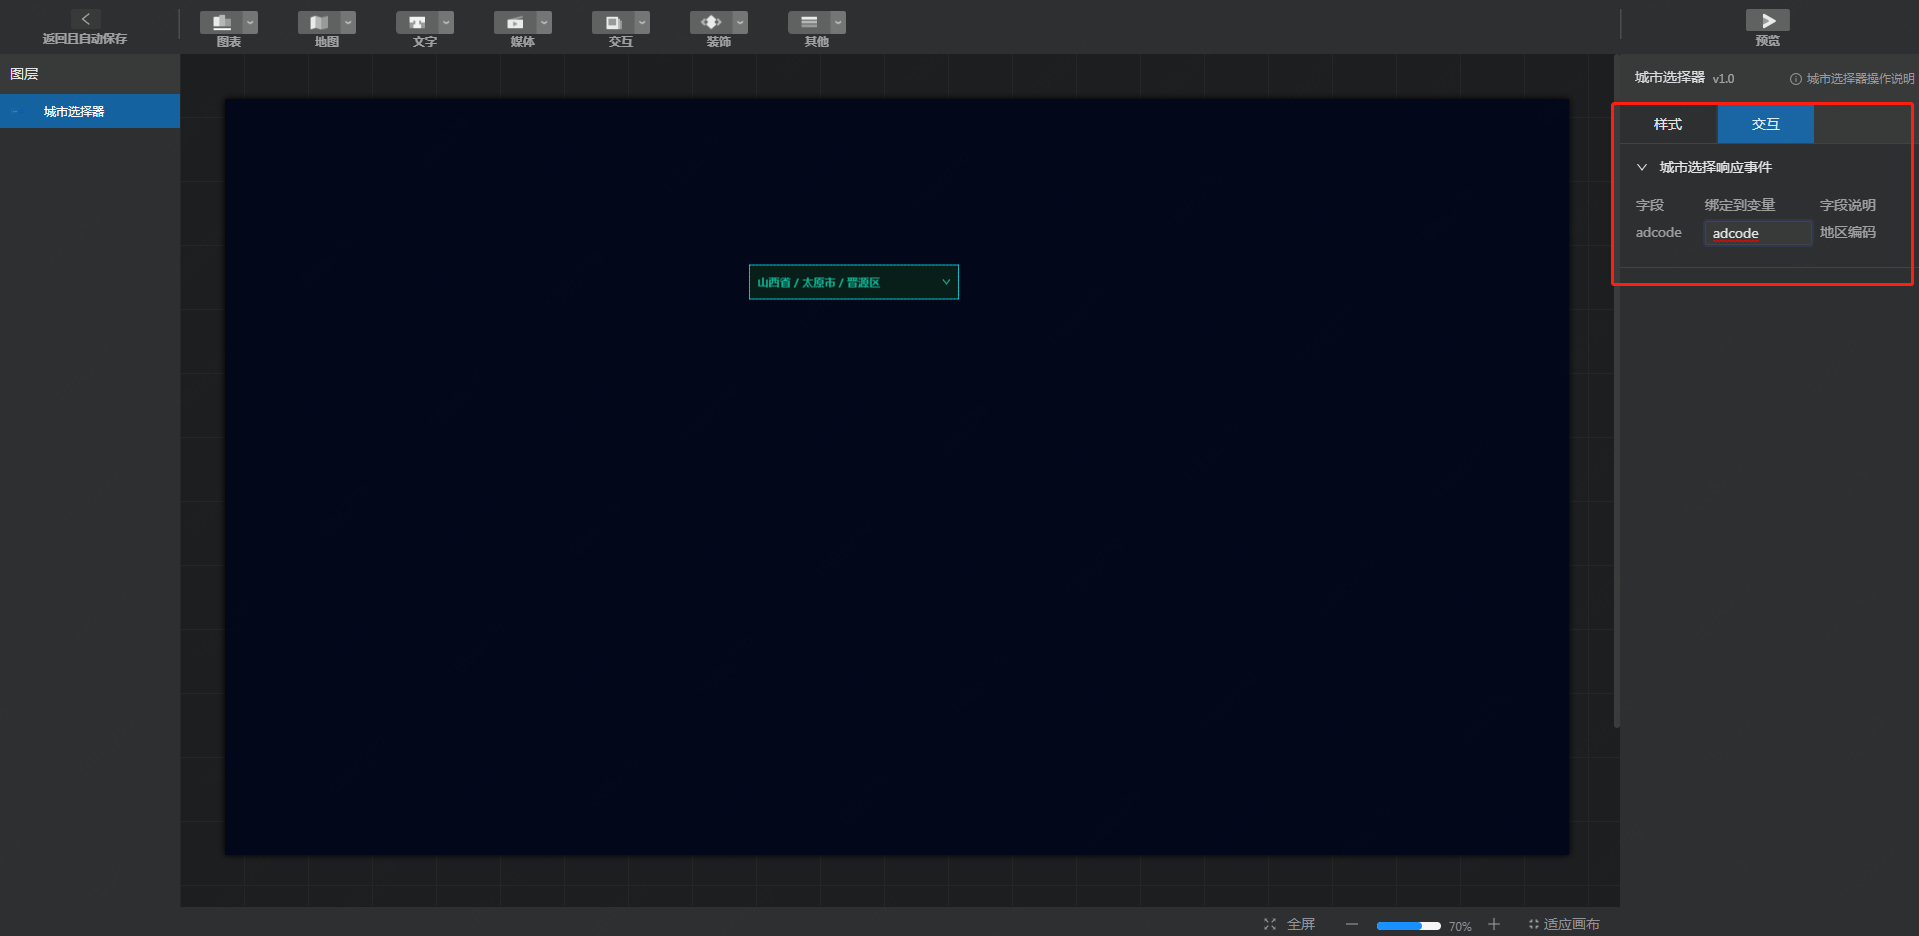 返回且自动保存
图表
地图
文字
媒体
交互
装饰
其他
预览
图层
城市选择器
山西省 / 太原市 / 晋源区
城市选择器 v1.0
城市选择器操作说明
样式
交互
城市选择响应事件
字段 绑定到变量 字段说明
adcode adcode 地区编码
全屏
70%
适应画布